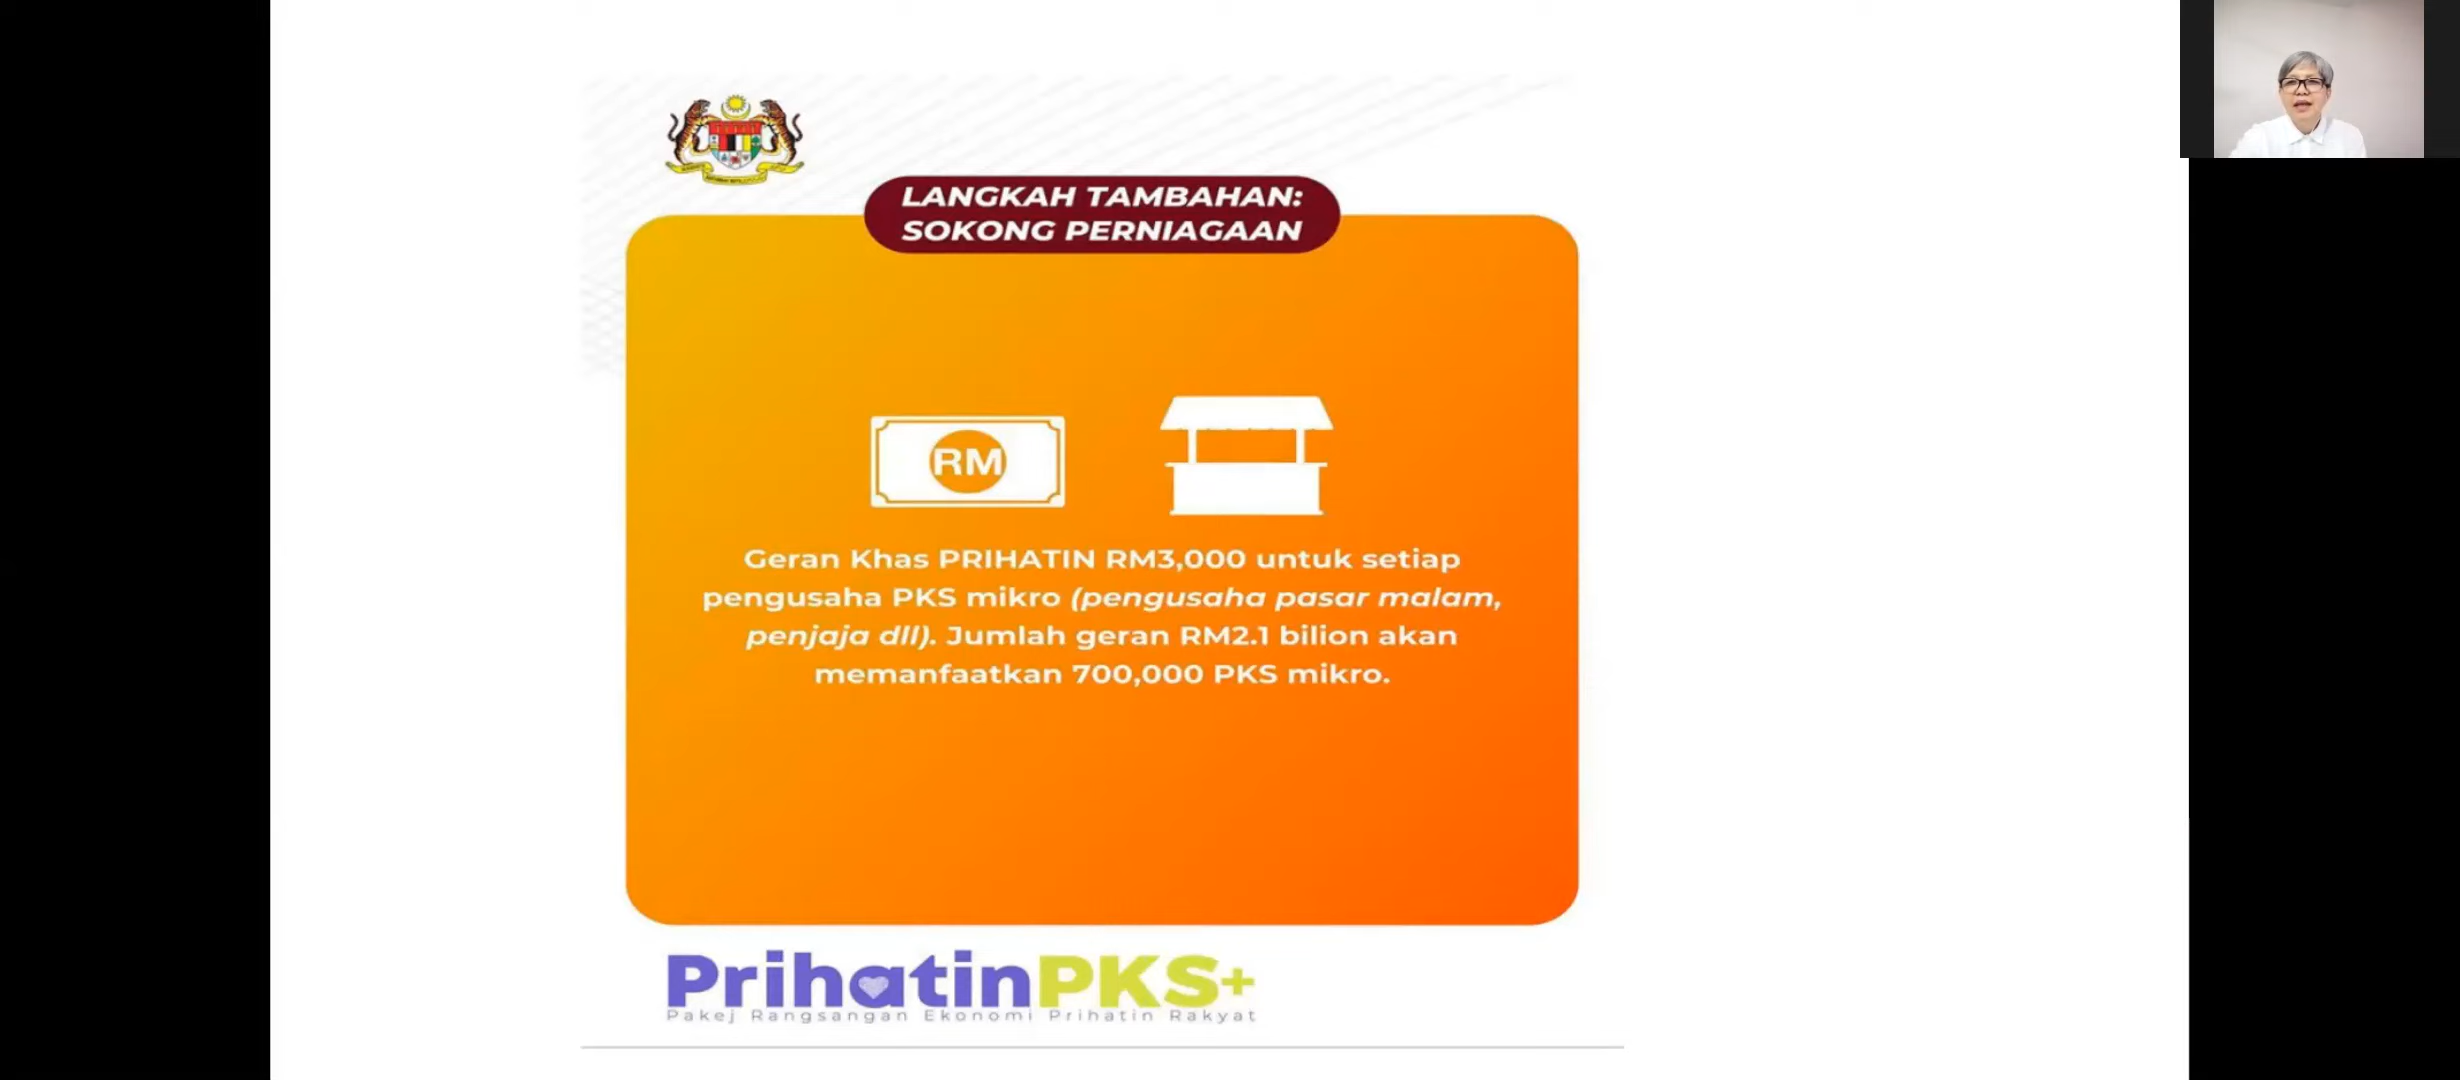 LANGKAH TAMBAHAN:
SOKONG PERNIAGAAN
RM
Geran Khas PRIHATIN RM3,000 untuk setiap
pengusaha PKS mikro (pengusaha pasar malam,
penjaja dll). Jumlah geran RM2.1 bilion akan
memanfaatkan 700,000 PKS mikro.
PrihatinPKS+
Pakej Rangsangan Ekonomi Prihatin Rakyat